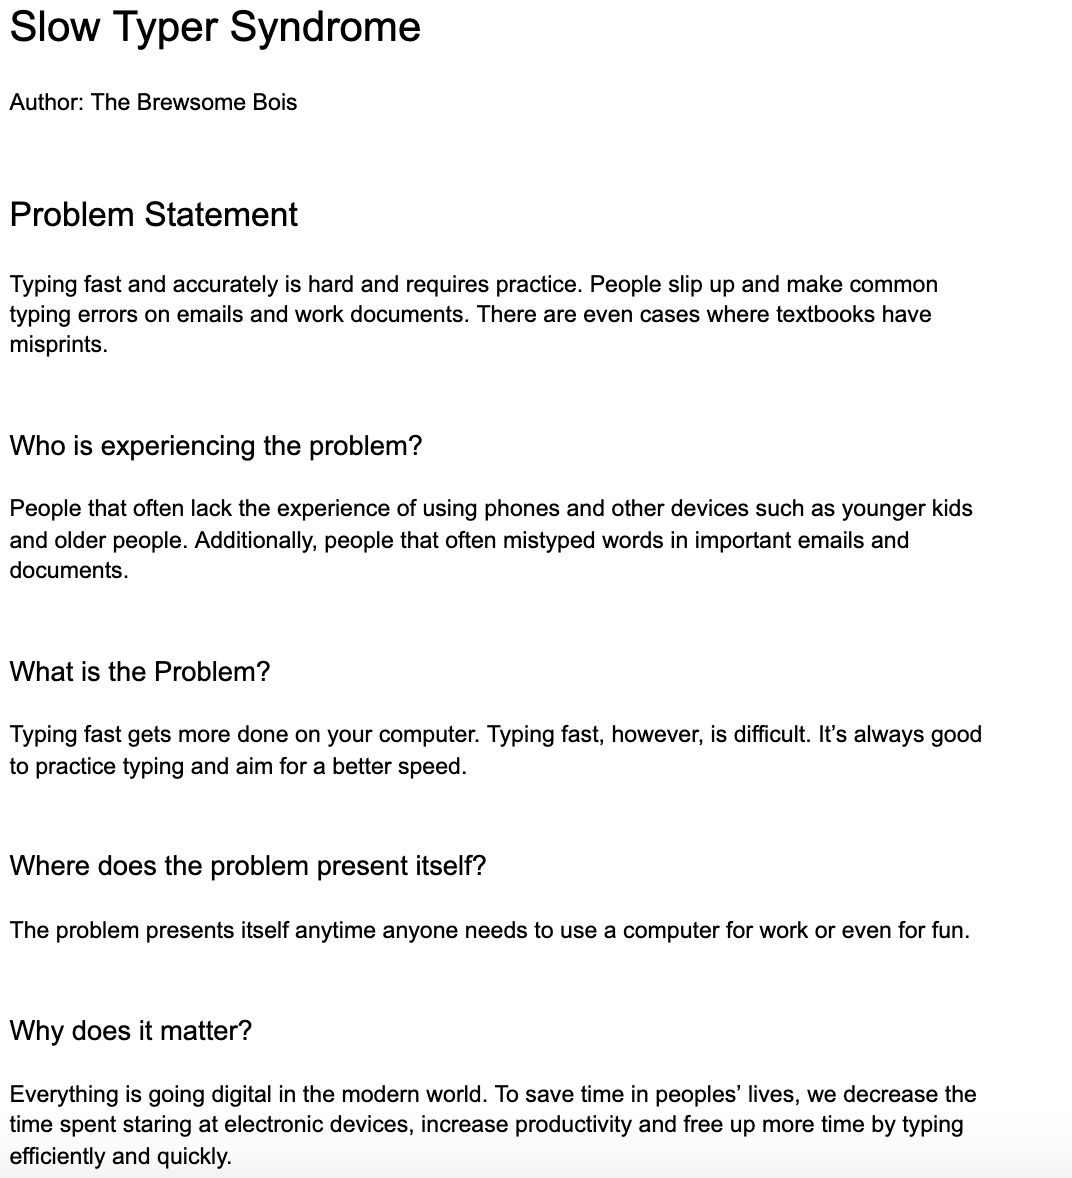 Slow Typer Syndrome
Author: The Brewsome Bois
Problem Statement
Typing fast and accurately is hard and requires practice. People slip up and make common
typing errors on emails and work documents. There are even cases where textbooks have
misprints.
Who is experiencing the problem?
People that often lack the experience of using phones and other devices such as younger kids
and older people. Additionally, people that often mistyped words in important emails and
documents.
What is the Problem?
Typing fast gets more done on your computer. Typing fast, however, is difficult. It’s always good
to practice typing and aim for a better speed.
Where does the problem present itself?
The problem presents itself anytime anyone needs to use a computer for work or even for fun.
Why does it matter?
Everything is going digital in the modern world. To save time in peoples’ lives, we decrease the
time spent staring at electronic devices, increase productivity and free up more time by typing
efficiently and quickly.